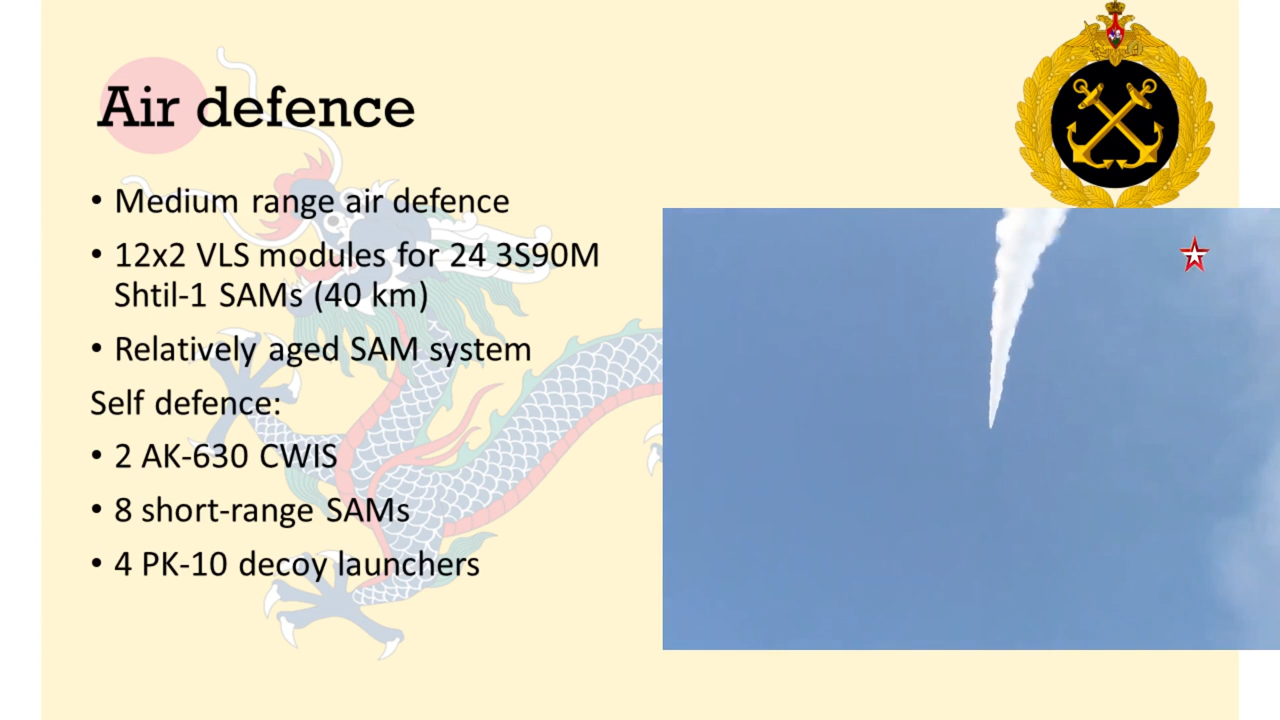 Air defence
• Medium range air defence
• 12x2 VLS modules for 24 3S90M
Shtil-1 SAMs (40 km)
• Relatively aged SAM system
Self defence:
• 2 AK-630 CWIS
• 8 short-range SAMs
• 4 PK-10 decoy launchers